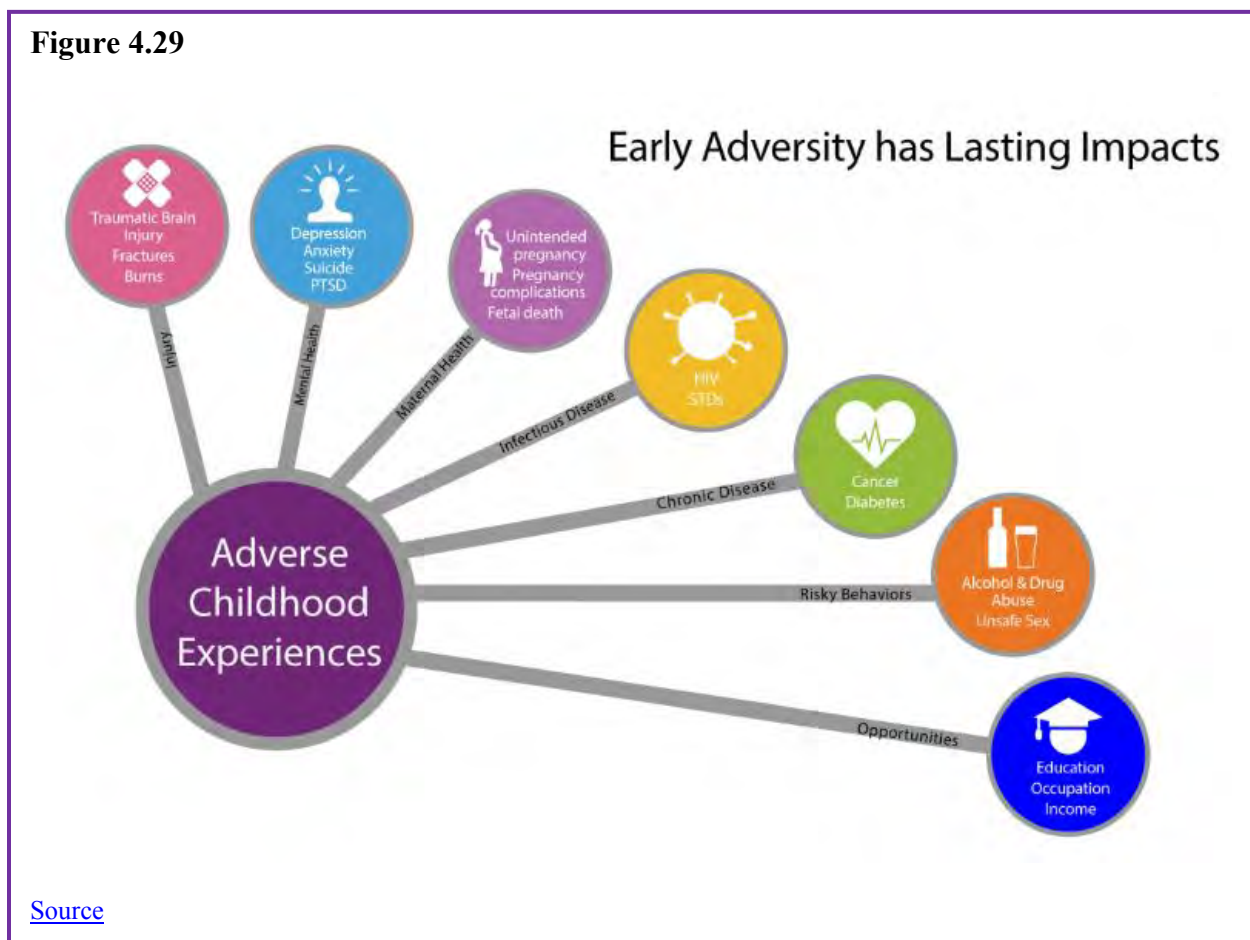 Figure 4.29
Early Adversity has Lasting Impacts
Traumatic Brain
Injury
Fractures
Burns
Injury
Depression
Anxiety
Suicide
PTSD
Mental Health
Unintended
pregnancy
Pregnancy
complications
Fetal death
Maternal Health
HIV
STDs
Infectious Disease
Cancer
Diabetes
Chronic Disease
Alcohol & Drug
Abuse
Unsafe Sex
Risky Behaviors
Education
Occupation
Income
Opportunities
Adverse
Childhood
Experiences
Source